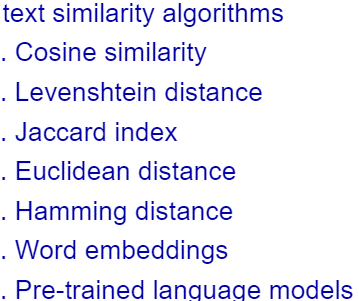 text similarity algorithms
. Cosine similarity
. Levenshtein distance
. Jaccard index
. Euclidean distance
. Hamming distance
. Word embeddings
. Pre-trained language models